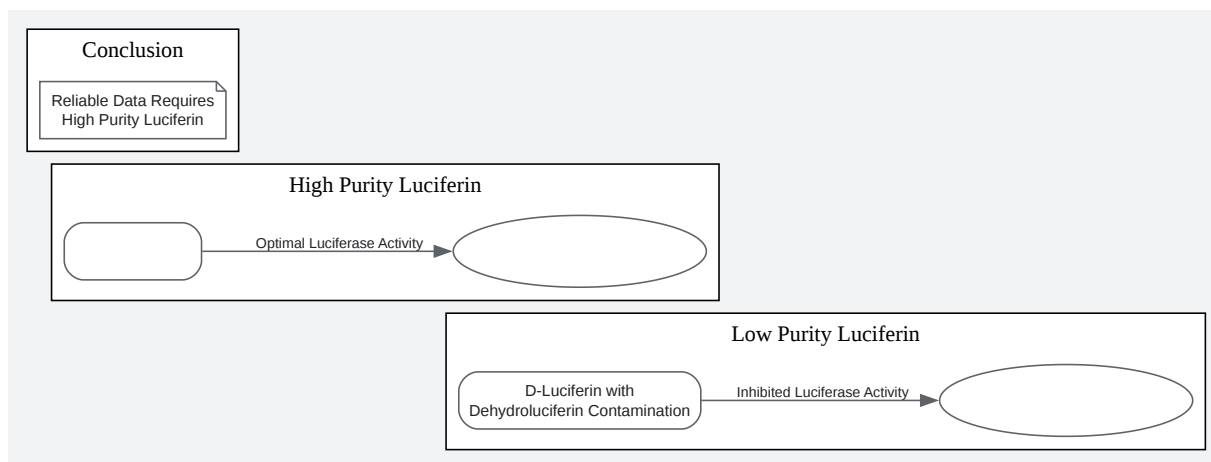 Conclusion
Reliable Data Requires
High Purity Luciferin
High Purity Luciferin
Optimal Luciferase Activity
Low Purity Luciferin
D-Luciferin with
Dehydroluciferin Contamination
Inhibited Luciferase Activity